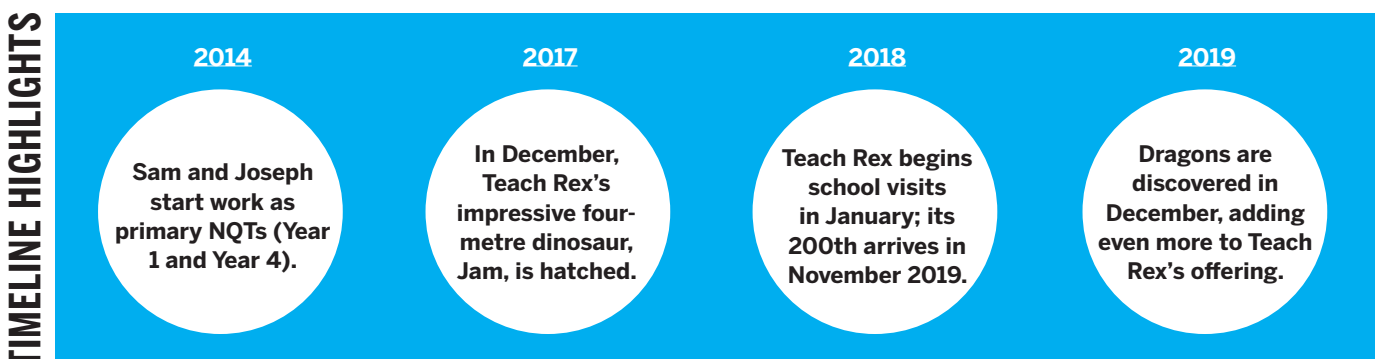 TIMELINE HIGHLIGHTS
2014
Sam and Joseph
start work as
primary NQTs (Year
1 and Year 4).
2017
In December,
Teach Rex's
impressive four-
metre dinosaur,
Jam, is hatched.
2018
Teach Rex begins
school visits
in January; its
200th arrives in
November 2019.
2019
Dragons are
discovered in
December, adding
even more to Teach
Rex's offering.